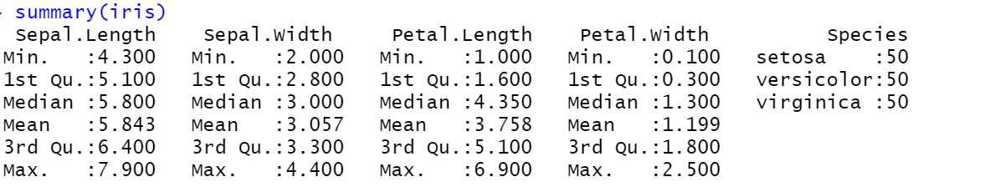 > summary(iris)
  Sepal.Length    Sepal.Width     Petal.Length    Petal.Width          Species
 Min.   :4.300   Min.   :2.000   Min.   :1.000   Min.   :0.100   setosa    :50
 1st Qu.:5.100   1st Qu.:2.800   1st Qu.:1.600   1st Qu.:0.300   versicolor:50
 Median :5.800   Median :3.000   Median :4.350   Median :1.300   virginica :50
 Mean   :5.843   Mean   :3.057   Mean   :3.758   Mean   :1.199
 3rd Qu.:6.400   3rd Qu.:3.300   3rd Qu.:5.100   3rd Qu.:1.800
 Max.   :7.900   Max.   :4.400   Max.   :6.900   Max.   :2.500